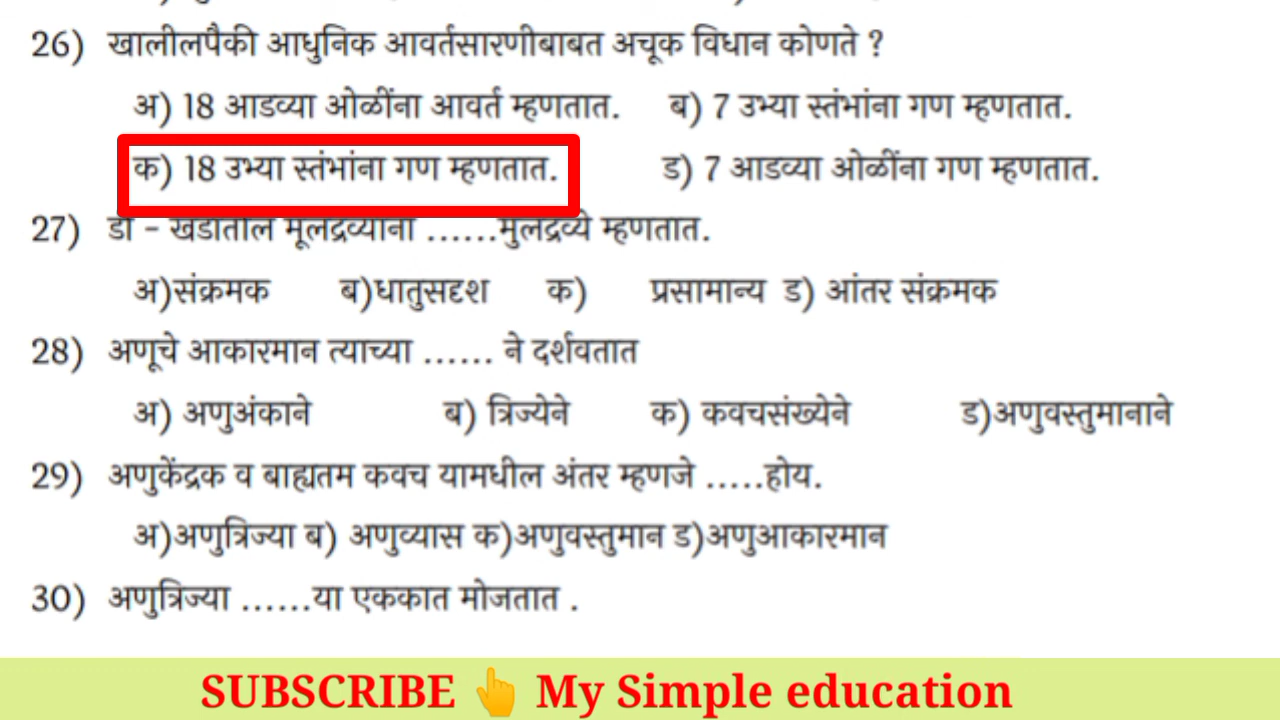 26) खालीलपैकी आधुनिक आवर्तसारणीबाबत अचूक विधान कोणते ?
अ) 18 आडव्या ओळींना आवर्त म्हणतात. ब) 7 उभ्या स्तंभांना गण म्हणतात.
क) 18 उभ्या स्तंभांना गण म्हणतात. ड) 7 आडव्या ओळींना गण म्हणतात.
27) डी - खंडातील मूलद्रव्यांना ......मुलद्रव्ये म्हणतात.
अ)संक्रमक ब)धातुसदृश क) प्रसामान्य ड) आंतर संक्रमक
28) अणूचे आकारमान त्याच्या ...... ने दर्शवतात
अ) अणुअंकाने ब) त्रिज्येने क) कवचसंख्येने ड)अणुवस्तुमानाने
29) अणुकेंद्रक व बाह्यतम कवच यामधील अंतर म्हणजे .....होय.
अ)अणुत्रिज्या ब) अणुव्यास क)अणुवस्तुमान ड)अणुआकारमान
30) अणुत्रिज्या ......या एककात मोजतात .
SUBSCRIBE 👆 My Simple education